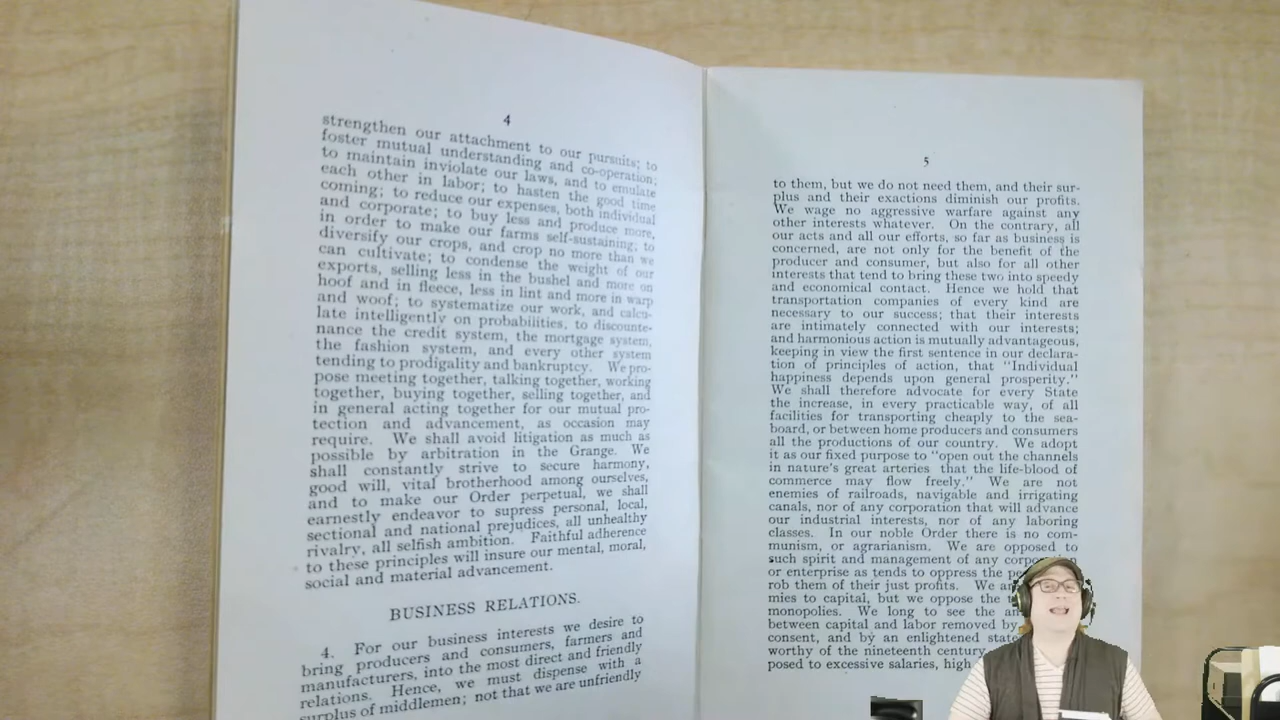 4
strengthen our attachment to our pursuits; to
foster mutual understanding and co-operation;
to maintain inviolate our laws, and to emulate
each other in labor; to hasten the good time
coming; to reduce our expenses, both individual
and corporate; to buy less and produce more,
in order to make our farms self-sustaining; to
diversify our crops, and crop no more than we
can cultivate; to condense the weight of our
exports, selling less in the bushel and more on
hoof and in fleece, less in lint and more in warp
and woof; to systematize our work, and calcu-
late intelligently on probabilities, to discounte-
nance the credit system, the mortgage system,
the fashion system, and every other system
tending to prodigality and bankruptcy. We pro-
pose meeting together, talking together, working
together, buying together, selling together, and
in general acting together for our mutual pro-
tection and advancement, as occasion may
require. We shall avoid litigation as much as
possible by arbitration in the Grange. We
shall constantly strive to secure harmony,
good will, vital brotherhood among ourselves,
and to make our Order perpetual, we shall
earnestly endeavor to supress personal, local,
sectional and national prejudices, all unhealthy
rivalry, all selfish ambition. Faithful adherence
to these principles will insure our mental, moral,
social and material advancement.
BUSINESS RELATIONS.
4. For our business interests we desire to
bring producers and consumers, farmers and
manufacturers, into the most direct and friendly
relations. Hence, we must dispense with a
surplus of middlemen; not that we are unfriendly
5
to them, but we do not need them, and their sur-
plus and their exactions diminish our profits.
We wage no aggressive warfare against any
other interests whatever. On the contrary, all
our acts and all our efforts, so far as business is
concerned, are not only for the benefit of the
producer and consumer, but also for all other
interests that tend to bring these two into speedy
and economical contact. Hence we hold that
transportation companies of every kind are
necessary to our success; that their interests
are intimately connected with our interests;
and harmonious action is mutually advantageous,
keeping in view the first sentence in our declara-
tion of principles of action, that "Individual
happiness depends upon general prosperity."
We shall therefore advocate for every State
the increase, in every practicable way, of all
facilities for transporting cheaply to the sea-
board, or between home producers and consumers
all the productions of our country. We adopt
it as our fixed purpose to "open out the channels
in nature's great arteries that the life-blood of
commerce may flow freely." We are not
enemies of railroads, navigable and irrigating
canals, nor of any corporation that will advance
our industrial interests, nor of any laboring
classes. In our noble Order there is no com-
munism, or agrarianism. We are opposed to
such spirit and management of any
or enterprise as tends to oppress the
rob them of their just profits. We
mies to capital, but we oppose the
monopolies. We long to see the
between capital and labor removed by
consent, and by an enlightened
worthy of the nineteenth century
posed to excessive salaries, high